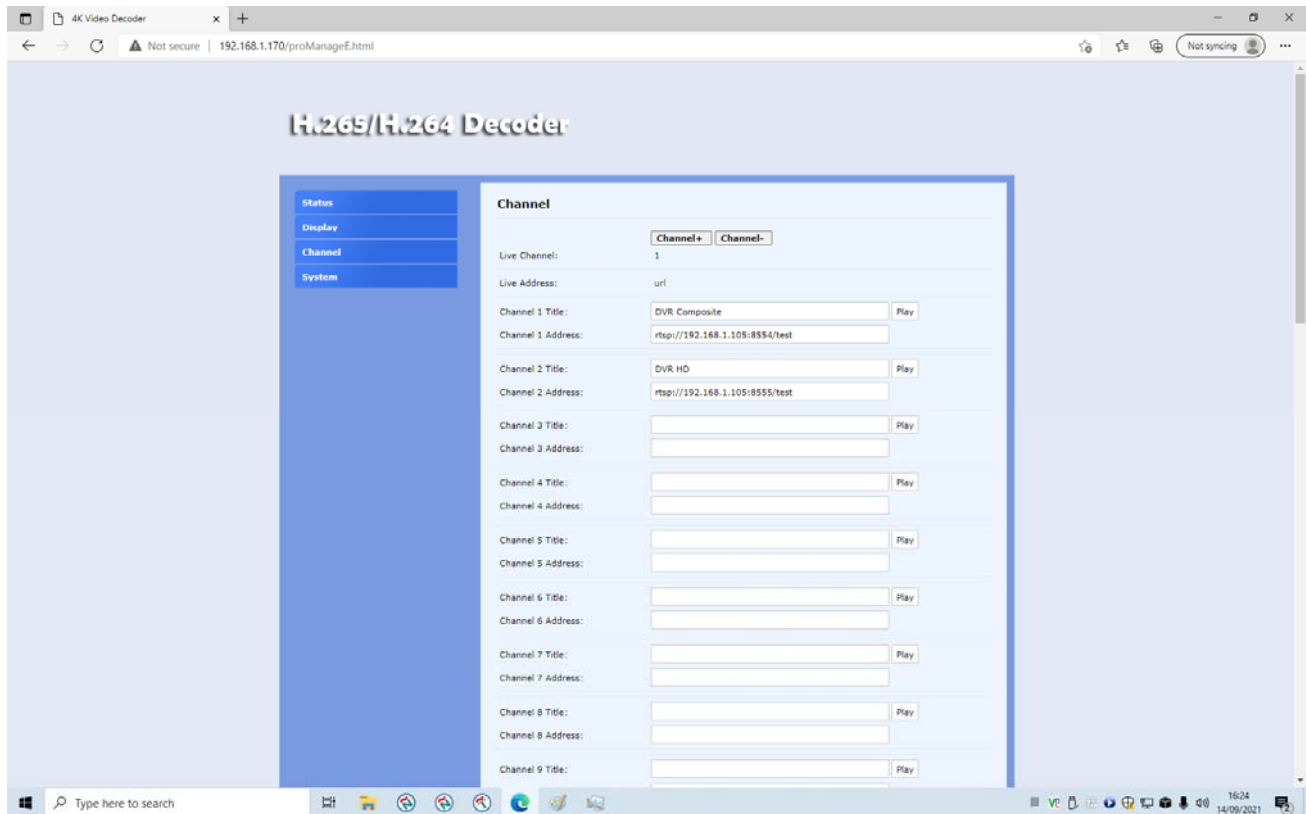 4K Video Decoder
Not secure | 192.168.1.170/proManageE.html
Not syncing
H.265/H.264 Decoder
Status
Display
Channel
System
Channel
Channel+ Channel-
Live Channel: 1
Live Address: url
Channel 1 Title: DVR Composite Play
Channel 1 Address: rtsp://192.168.1.105:8554/test
Channel 2 Title: DVR HD Play
Channel 2 Address: rtsp://192.168.1.105:8555/test
Channel 3 Title: Play
Channel 3 Address:
Channel 4 Title: Play
Channel 4 Address:
Channel 5 Title: Play
Channel 5 Address:
Channel 6 Title: Play
Channel 6 Address:
Channel 7 Title: Play
Channel 7 Address:
Channel 8 Title: Play
Channel 8 Address:
Channel 9 Title: Play
Type here to search
16:24
14/09/2021